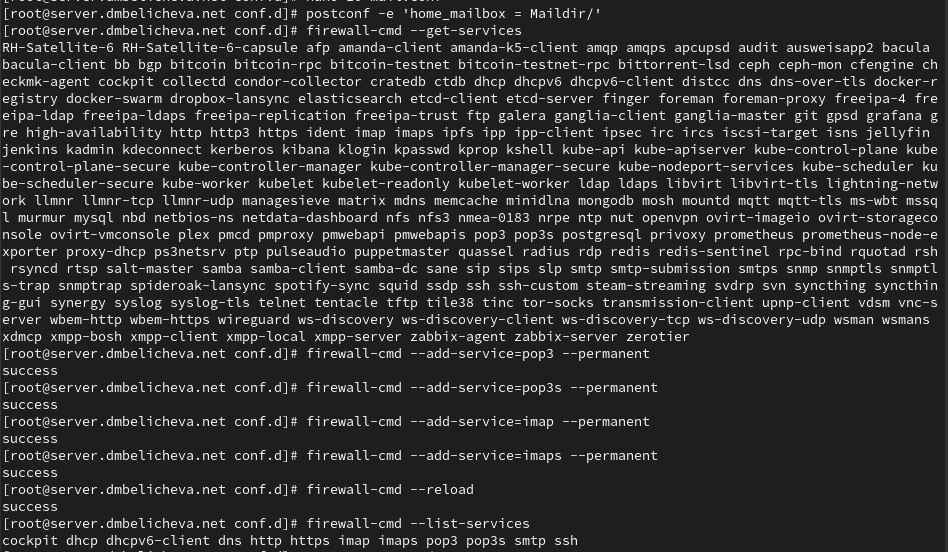 [root@server.dmbelicheva.net conf.d]# postconf -e 'home_mailbox = Maildir/'
[root@server.dmbelicheva.net conf.d]# firewall-cmd --get-services
RH-Satellite-6 RH-Satellite-6-capsule afp amanda-client amanda-k5-client amqp amqps apcupsd audit ausweisapp2 bacula
bacula-client bb bgp bitcoin bitcoin-rpc bitcoin-testnet bitcoin-testnet-rpc bittorrent-lsd ceph ceph-mon cfengine ch
eckmk-agent cockpit collectd condor-collector cratedb ctdb dhcp dhcpv6 dhcpv6-client distcc dns dns-over-tls docker-r
egistry docker-swarm dropbox-lansync elasticsearch etcd-client etcd-server finger foreman foreman-proxy freeipa-4 fre
eipa-ldap freeipa-ldaps freeipa-replication freeipa-trust ftp galera ganglia-client ganglia-master git gpsd grafana g
re high-availability http http3 https ident imap imaps ipfs ipp ipp-client ipsec irc ircs iscsi-target isns jellyfin
jenkins kadmin kdeconnect kerberos kibana klogin kpasswd kprop kshell kube-api kube-apiserver kube-control-plane kube
-control-plane-secure kube-controller-manager kube-controller-manager-secure kube-nodeport-services kube-scheduler ku
be-scheduler-secure kube-worker kubelet kubelet-readonly kubelet-worker ldap ldaps libvirt libvirt-tls lightning-netw
ork llmnr llmnr-tcp llmnr-udp managesieve matrix mdns memcache minidlna mongodb mosh mountd mqtt mqtt-tls ms-wbt mssq
l murmur mysql nbd netbios-ns netdata-dashboard nfs nfs3 nmea-0183 nrpe ntp nut openvpn ovirt-imageio ovirt-storageco
nsole ovirt-vmconsole plex pmcd pmproxy pmwebapi pmwebapis pop3 pop3s postgresql privoxy prometheus prometheus-node-e
xporter proxy-dhcp ps3netsrv ptp pulseaudio puppetmaster quassel radius rdp redis redis-sentinel rpc-bind rquotad rsh
rsyncd rtsp salt-master samba samba-client samba-dc sane sip sips slp smtp smtp-submission smtps snmp snmptls snmptl
s-trap snmptrap spideroak-lansync spotify-sync squid ssdp ssh ssh-custom steam-streaming svdrp svn syncthing syncthin
g-gui synergy syslog syslog-tls telnet tentacle tftp tile38 tinc tor-socks transmission-client upnp-client vdsm vnc-s
erver wbem-http wbem-https wireguard ws-discovery ws-discovery-client ws-discovery-tcp ws-discovery-udp wsman wsmans
xdmcp xmpp-bosh xmpp-client xmpp-local xmpp-server zabbix-agent zabbix-server zerotier
[root@server.dmbelicheva.net conf.d]# firewall-cmd --add-service=pop3 --permanent
success
[root@server.dmbelicheva.net conf.d]# firewall-cmd --add-service=pop3s --permanent
success
[root@server.dmbelicheva.net conf.d]# firewall-cmd --add-service=imap --permanent
success
[root@server.dmbelicheva.net conf.d]# firewall-cmd --add-service=imaps --permanent
success
[root@server.dmbelicheva.net conf.d]# firewall-cmd --reload
success
[root@server.dmbelicheva.net conf.d]# firewall-cmd --list-services
cockpit dhcp dhcpv6-client dns http https imap imaps pop3 pop3s smtp ssh